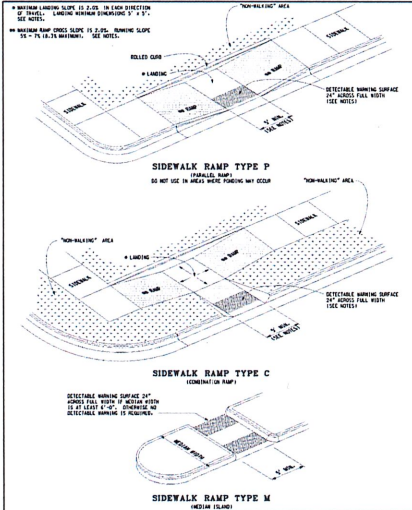 * MAXIMUM LANDING SLOPE IS 2.0% IN EACH DIRECTION
OF TRAVEL. LANDING MINIMUM DIMENSIONS 5' x 5'.
SEE NOTES.
** MAXIMUM RAMP CROSS SLOPE IS 2.0%. RUNNING SLOPE
5% - 7% (8.3% MAXIMUM). SEE NOTES.
"NON-WALKING" AREA
ROLLED CURB
* LANDING
SIDEWALK
** RAMP
** RAMP
SIDEWALK
DETECTABLE WARNING SURFACE
24" ACROSS FULL WIDTH
(SEE NOTES)
5' MIN.
(SEE NOTES)
SIDEWALK RAMP TYPE P
(PARALLEL RAMP)
DO NOT USE IN AREAS WHERE PONDING MAY OCCUR
"NON-WALKING" AREA
"NON-WALKING" AREA
SIDEWALK
* LANDING
SIDEWALK
** RAMP
** RAMP
DETECTABLE WARNING SURFACE
24" ACROSS FULL WIDTH
(SEE NOTES)
5' MIN.
(SEE NOTES)
SIDEWALK RAMP TYPE C
(COMBINATION RAMP)
DETECTABLE WARNING SURFACE 24"
ACROSS FULL WIDTH IF MEDIAN WIDTH
IS AT LEAST 6'-0". OTHERWISE NO
DETECTABLE WARNING IS REQUIRED.
MEDIAN WIDTH
5' MIN.
SIDEWALK RAMP TYPE M
(MEDIAN ISLAND)